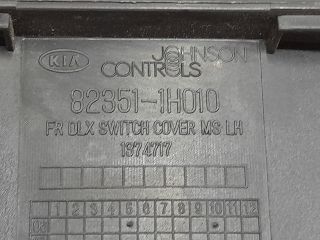 KIA JOHNSON
CONTROLS
82351-1H010
FR DLX SWITCH COVER MS LH
1374717
1 2 3 4 5 6 7 8 9 10 11 12